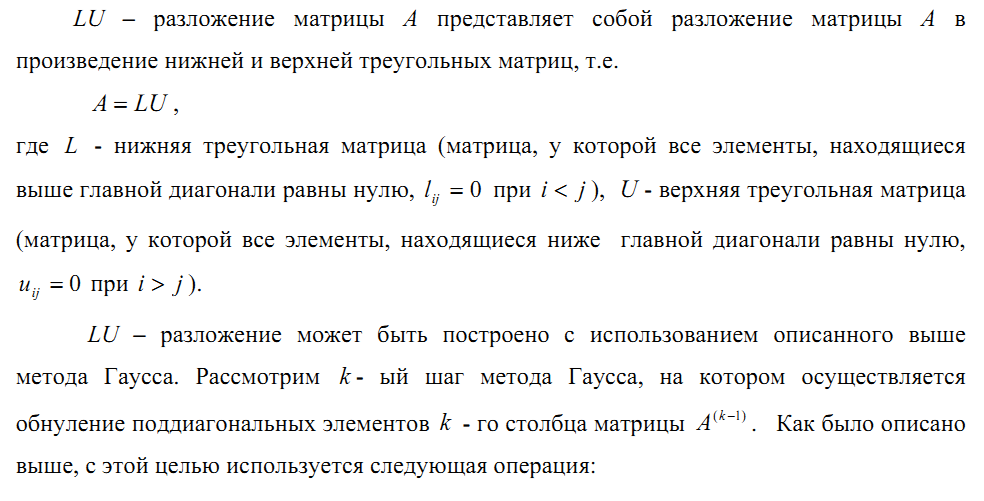 LU – разложение матрицы A представляет собой разложение матрицы A в
произведение нижней и верхней треугольных матриц, т.е.
A = LU ,
где L - нижняя треугольная матрица (матрица, у которой все элементы, находящиеся
выше главной диагонали равны нулю, l_{ij} = 0 при i < j ), U - верхняя треугольная матрица
(матрица, у которой все элементы, находящиеся ниже главной диагонали равны нулю,
u_{ij} = 0 при i > j ).
LU – разложение может быть построено с использованием описанного выше
метода Гаусса. Рассмотрим k - ый шаг метода Гаусса, на котором осуществляется
обнуление поддиагональных элементов k - го столбца матрицы A^{(k-1)} . Как было описано
выше, с этой целью используется следующая операция: